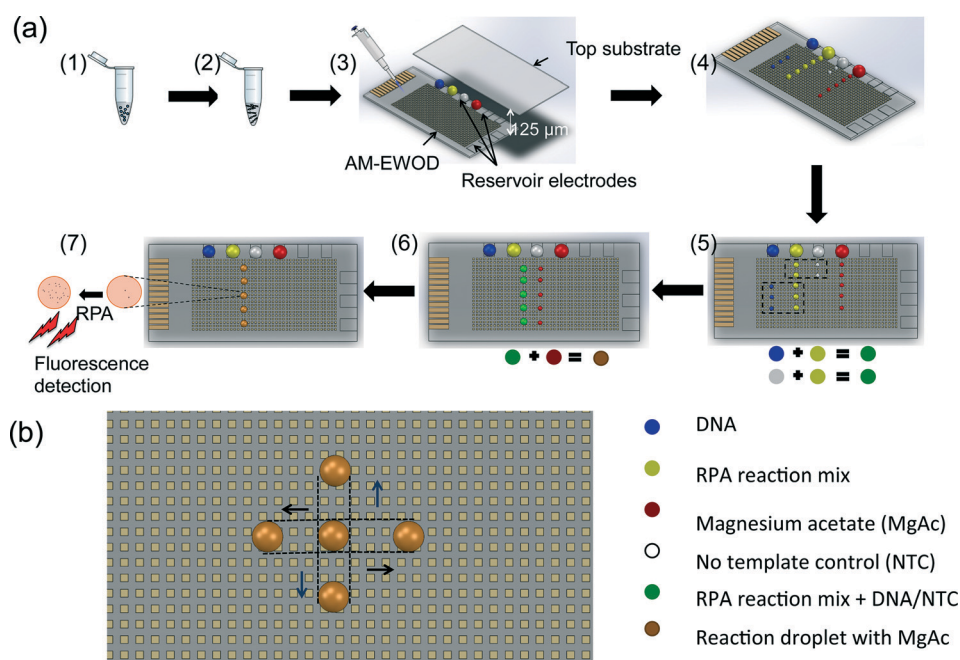 (a)
(1)
(2)
(3)
Top substrate
(4)
125 µm
AM-EWOD
Reservoir electrodes
(7)
(6)
(5)
RPA
Fluorescence
detection
+ =
+ =
+ =
(b)
DNA
RPA reaction mix
Magnesium acetate (MgAc)
No template control (NTC)
RPA reaction mix + DNA/NTC
Reaction droplet with MgAc